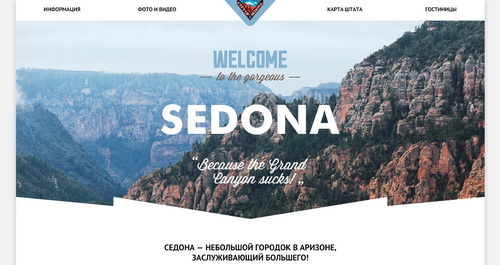 ИНФОРМАЦИЯ
ФОТО И ВИДЕО
КАРТА ШТАТА
ГОСТИНИЦЫ
WELCOME
to the gorgeous
SEDONA
“Because the Grand
Canyon sucks!”
СЕДОНА — НЕБОЛЬШОЙ ГОРОДОК В АРИЗОНЕ,
ЗАСЛУЖИВАЮЩИЙ БОЛЬШЕГО!